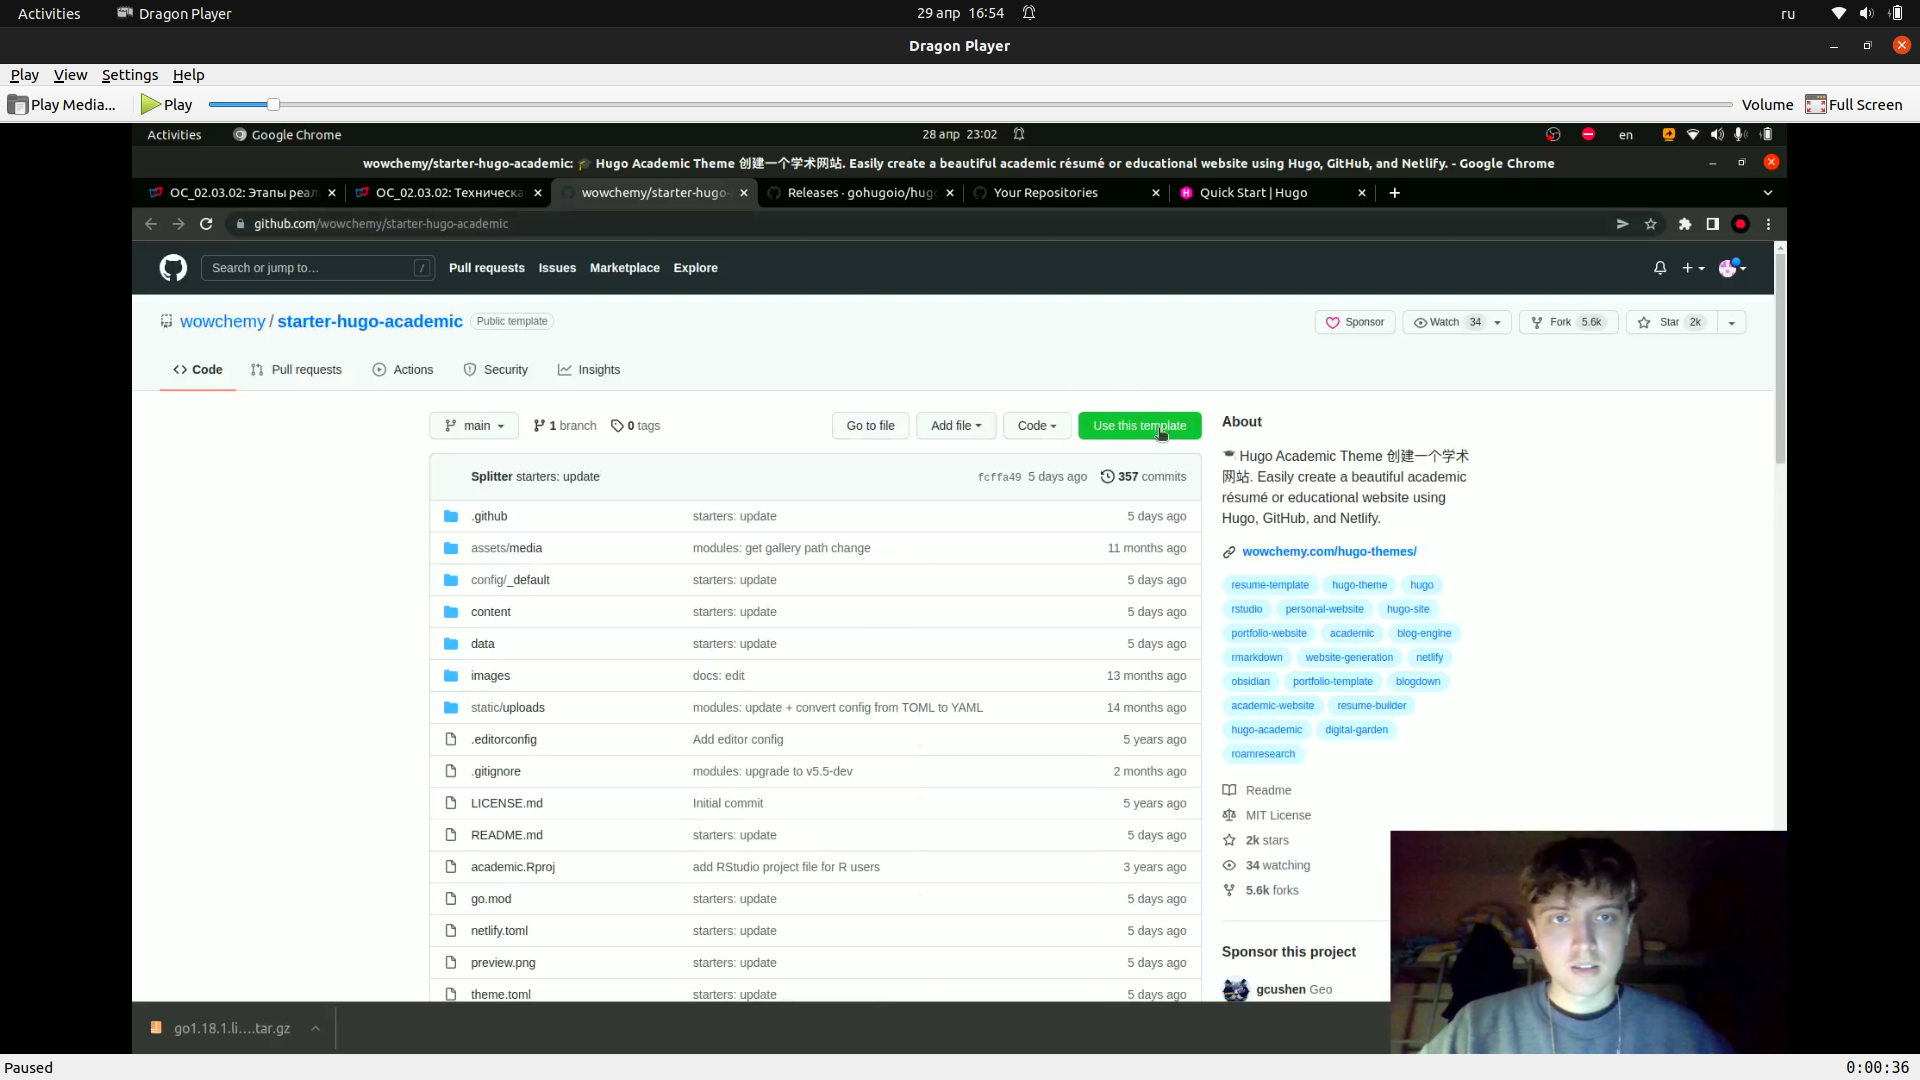 Activities Dragon Player 29 апр 16:54 ru
Dragon Player
Play View Settings Help
Play Media... Play Volume Full Screen
Activities Google Chrome 28 апр 23:02 en
wowchemy/starter-hugo-academic: 🎓 Hugo Academic Theme 创建一个学术网站. Easily create a beautiful academic résumé or educational website using Hugo, GitHub, and Netlify. - Google Chrome
ОС_02.03.02: Этапы реал ОС_02.03.02: Техническа wowchemy/starter-hugo- Releases · gohugoio/hugo Your Repositories Quick Start | Hugo
github.com/wowchemy/starter-hugo-academic
Search or jump to… / Pull requests Issues Marketplace Explore
wowchemy / starter-hugo-academic Public template Sponsor Watch 34 Fork 5.6k Star 2k
Code Pull requests Actions Security Insights
main 1 branch 0 tags Go to file Add file Code Use this template
Splitter starters: update fcffa49 5 days ago 357 commits
.github starters: update 5 days ago
assets/media modules: get gallery path change 11 months ago
config/_default starters: update 5 days ago
content starters: update 5 days ago
data starters: update 5 days ago
images docs: edit 13 months ago
static/uploads modules: update + convert config from TOML to YAML 14 months ago
.editorconfig Add editor config 5 years ago
.gitignore modules: upgrade to v5.5-dev 2 months ago
LICENSE.md Initial commit 5 years ago
README.md starters: update 5 days ago
academic.Rproj add RStudio project file for R users 3 years ago
go.mod starters: update 5 days ago
netlify.toml starters: update 5 days ago
preview.png starters: update 5 days ago
theme.toml starters: update 5 days ago
About
🎓 Hugo Academic Theme 创建一个学术
网站. Easily create a beautiful academic
résumé or educational website using
Hugo, GitHub, and Netlify.
wowchemy.com/hugo-themes/
resume-template hugo-theme hugo
rstudio personal-website hugo-site
portfolio-website academic blog-engine
rmarkdown website-generation netlify
obsidian portfolio-template blogdown
academic-website resume-builder
hugo-academic digital-garden
roamresearch
Readme
MIT License
2k stars
34 watching
5.6k forks
Sponsor this project
gcushen Geo
go1.18.1.li....tar.gz
Paused 0:00:36